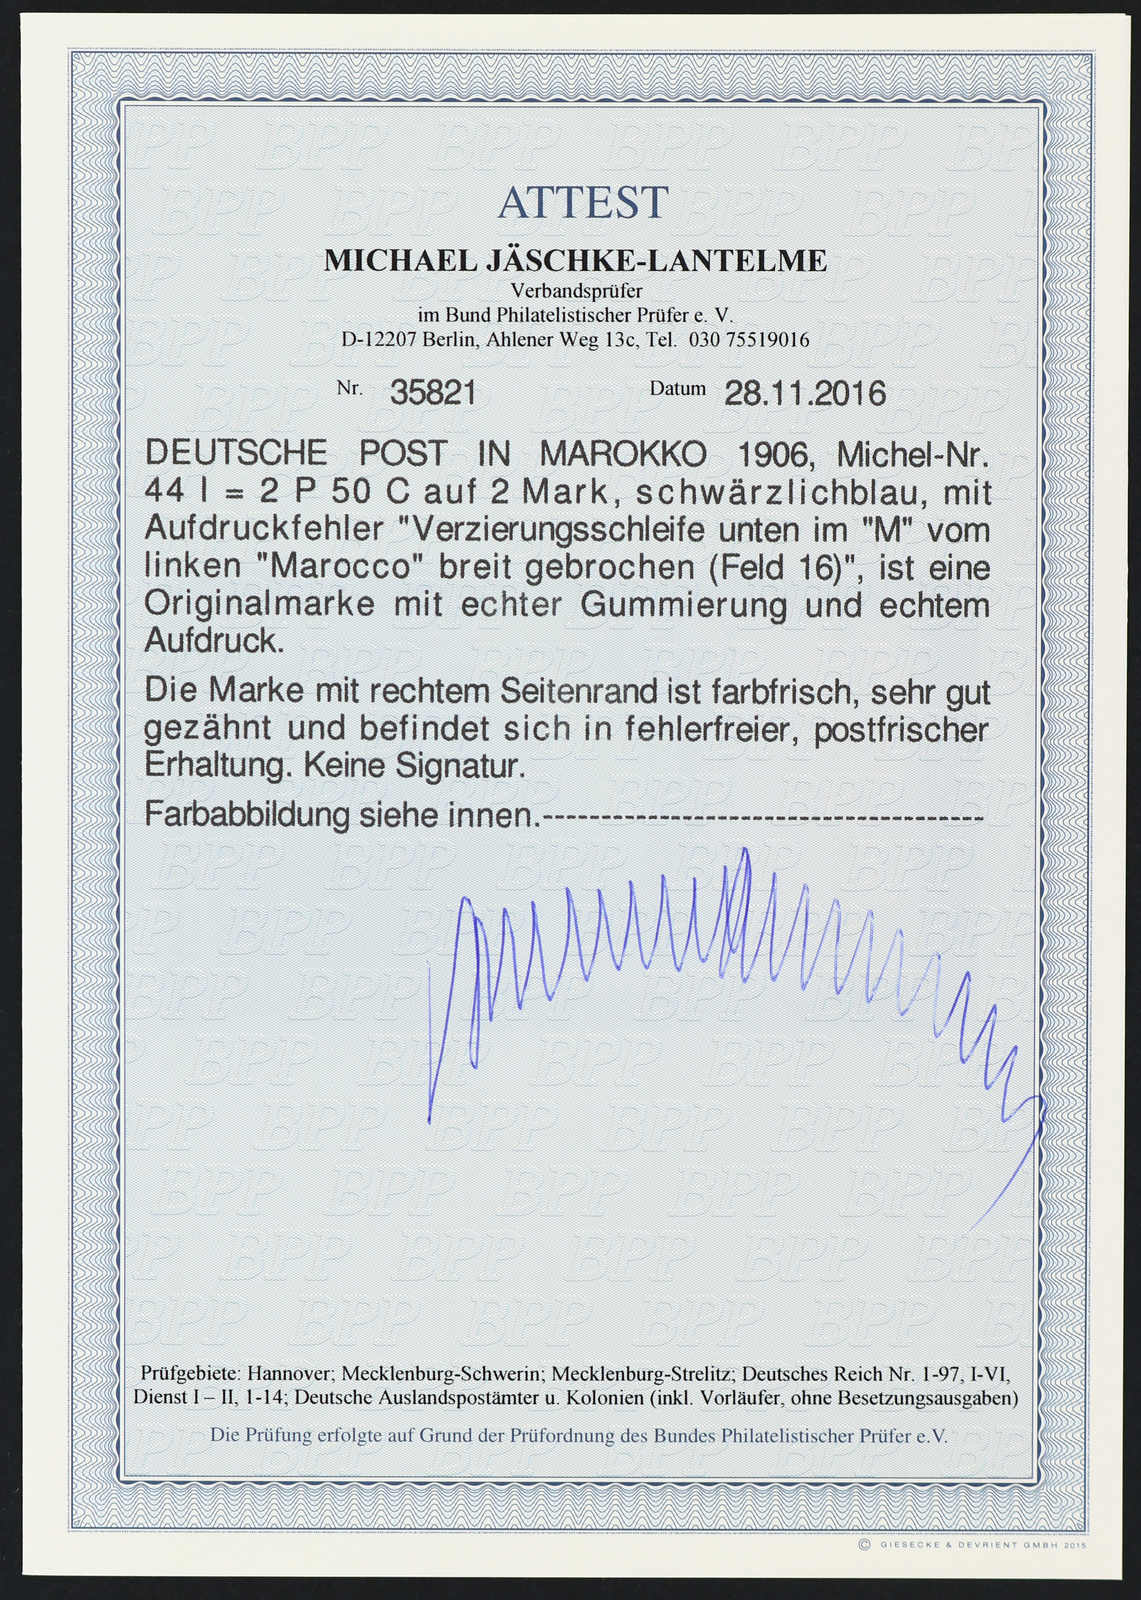 ATTEST
MICHAEL JÄSCHKE-LANTELME
Verbandsprüfer
im Bund Philatelistischer Prüfer e. V.
D-12207 Berlin, Ahlener Weg 13c, Tel. 030 75519016
Nr. 35821 Datum 28.11.2016
DEUTSCHE POST IN MAROKKO 1906, Michel-Nr.
44 I = 2 P 50 C auf 2 Mark, schwärzlichblau, mit
Aufdruckfehler "Verzierungsschleife unten im "M" vom
linken "Marocco" breit gebrochen (Feld 16)", ist eine
Originalmarke mit echter Gummierung und echtem
Aufdruck.
Die Marke mit rechtem Seitenrand ist farbfrisch, sehr gut
gezähnt und befindet sich in fehlerfreier, postfrischer
Erhaltung. Keine Signatur.
Farbabbildung siehe innen.--------------------------------------
Prüfgebiete: Hannover; Mecklenburg-Schwerin; Mecklenburg-Strelitz; Deutsches Reich Nr. 1-97, I-VI,
Dienst I – II, 1-14; Deutsche Auslandspostämter u. Kolonien (inkl. Vorläufer, ohne Besetzungsausgaben)
Die Prüfung erfolgte auf Grund der Prüfordnung des Bundes Philatelistischer Prüfer e.V.
© GIESECKE & DEVRIENT GMBH 2015